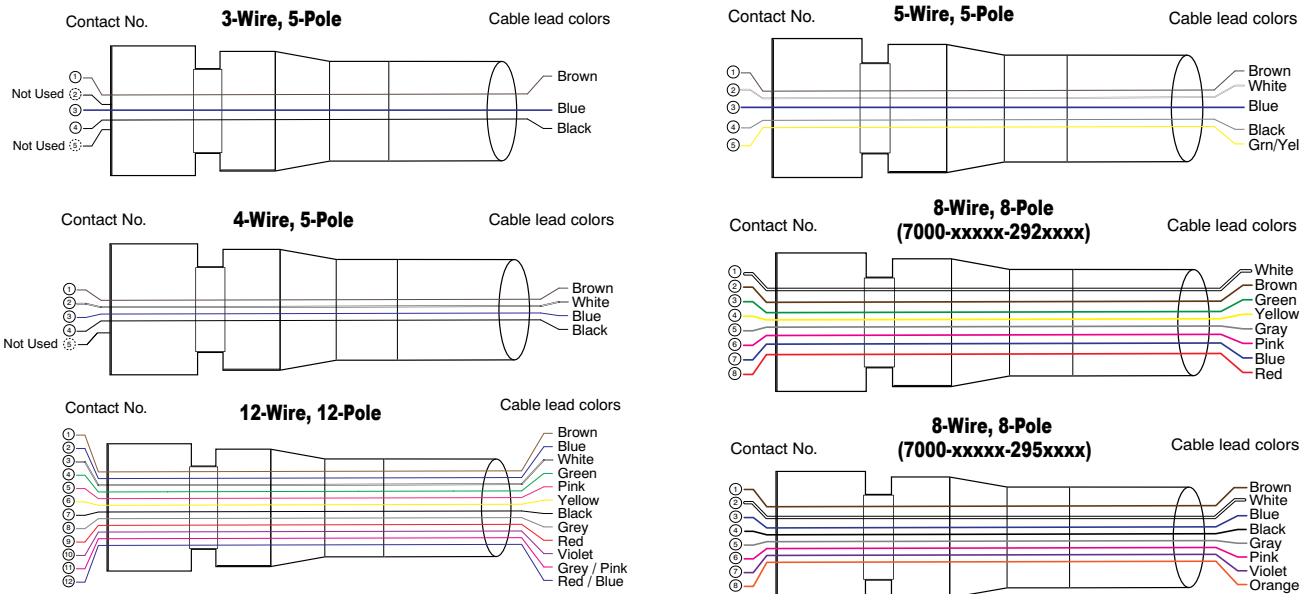 Contact No.
3-Wire, 5-Pole
Cable lead colors
1
Not Used 2
3
4
Not Used 5
Brown
Blue
Black
Contact No.
4-Wire, 5-Pole
Cable lead colors
1
2
3
4
Not Used 5
Brown
White
Blue
Black
Contact No.
12-Wire, 12-Pole
Cable lead colors
1
2
3
4
5
6
7
8
9
10
11
12
Brown
Blue
White
Green
Pink
Yellow
Black
Grey
Red
Violet
Grey / Pink
Red / Blue
Contact No.
5-Wire, 5-Pole
Cable lead colors
1
2
3
4
5
Brown
White
Blue
Black
Grn/Yel
Contact No.
8-Wire, 8-Pole
(7000-xxxxx-292xxxx)
Cable lead colors
1
2
3
4
5
6
7
8
White
Brown
Green
Yellow
Gray
Pink
Blue
Red
Contact No.
8-Wire, 8-Pole
(7000-xxxxx-295xxxx)
Cable lead colors
1
2
3
4
5
6
7
8
Brown
White
Blue
Black
Gray
Pink
Violet
Orange